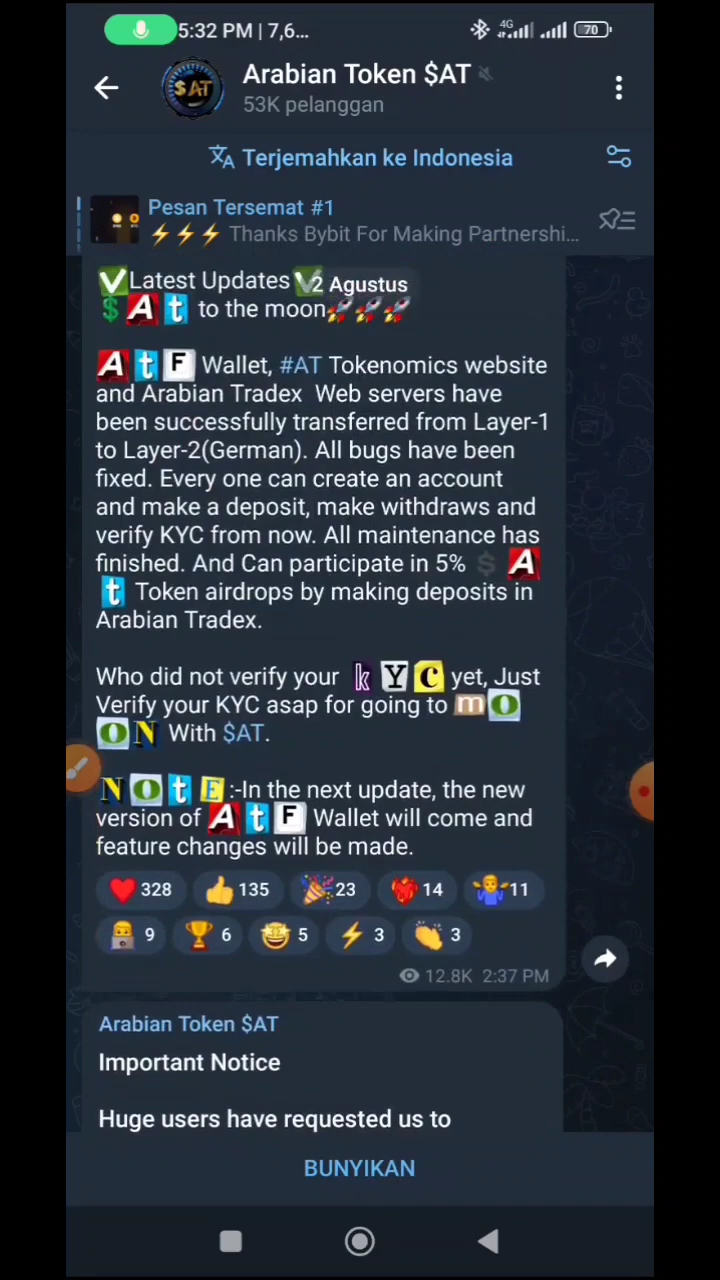 5:32 PM | 7,6...
4G
70
Arabian Token $AT
53K pelanggan
Terjemahkan ke Indonesia
Pesan Tersemat #1
⚡⚡⚡ Thanks Bybit For Making Partnershi...
$AT
✅Latest Updates ✅
2 Agustus
$At to the moon🚀🚀🚀
AtF Wallet, #AT Tokenomics website
and Arabian Tradex Web servers have
been successfully transferred from Layer-1
to Layer-2(German). All bugs have been
fixed. Every one can create an account
and make a deposit, make withdraws and
verify KYC from now. All maintenance has
finished. And Can participate in 5% $A
t Token airdrops by making deposits in
Arabian Tradex.
Who did not verify your kYc yet, Just
Verify your KYC asap for going to mO
ON With $AT.
NOtE:-In the next update, the new
version of AtF Wallet will come and
feature changes will be made.
❤️ 328 👍 135 🎉 23 ❤️‍🔥 14 🤷‍♂️ 11
👨‍💻 9 🏆 6 🤩 5 ⚡ 3 👏 3
12.8K 2:37 PM
Arabian Token $AT
Important Notice
Huge users have requested us to
BUNYIKAN